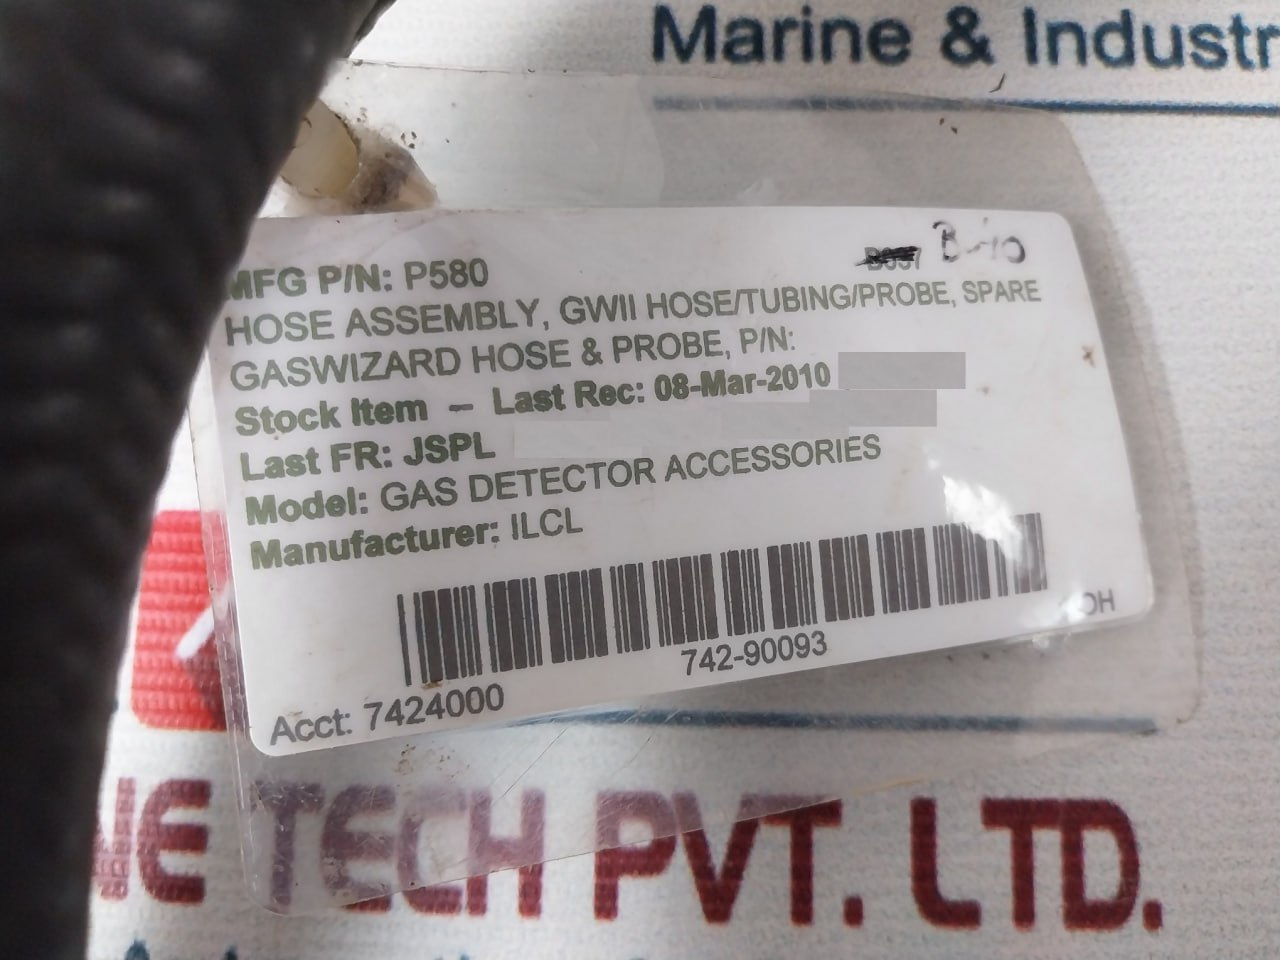 Marine & Industr
B-10
MFG P/N: P580
HOSE ASSEMBLY, GWII HOSE/TUBING/PROBE, SPARE
GASWIZARD HOSE & PROBE, P/N:
Stock Item – Last Rec: 08-Mar-2010
Last FR: JSPL
Model: GAS DETECTOR ACCESSORIES
Manufacturer: ILCL
OH
742-90093
Acct: 7424000
NE TECH PVT. LTD.